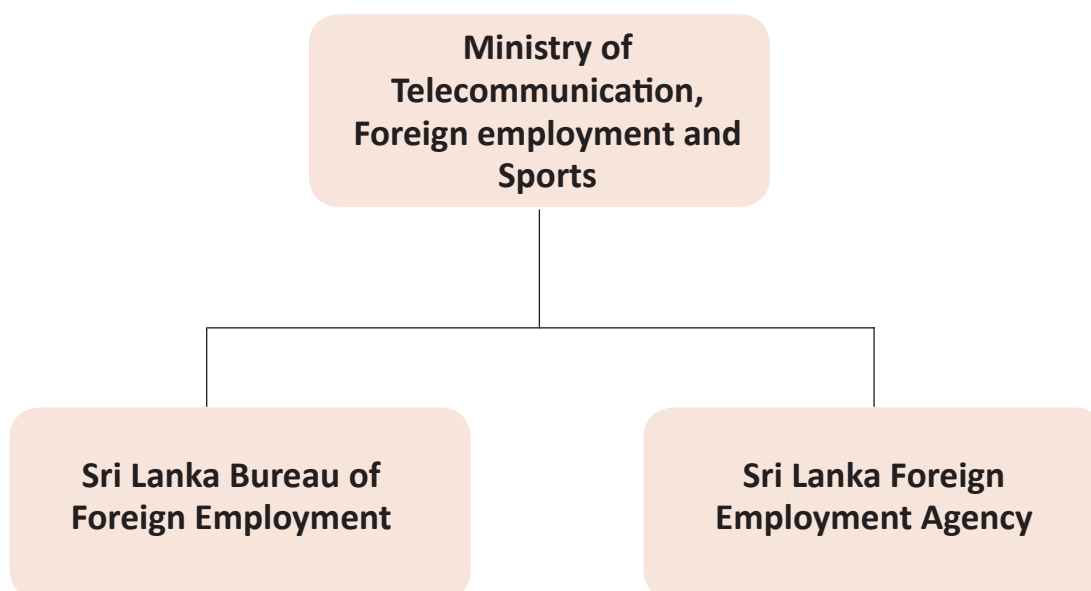 Ministry of
Telecommunication,
Foreign employment and
Sports
Sri Lanka Bureau of
Foreign Employment
Sri Lanka Foreign
Employment Agency